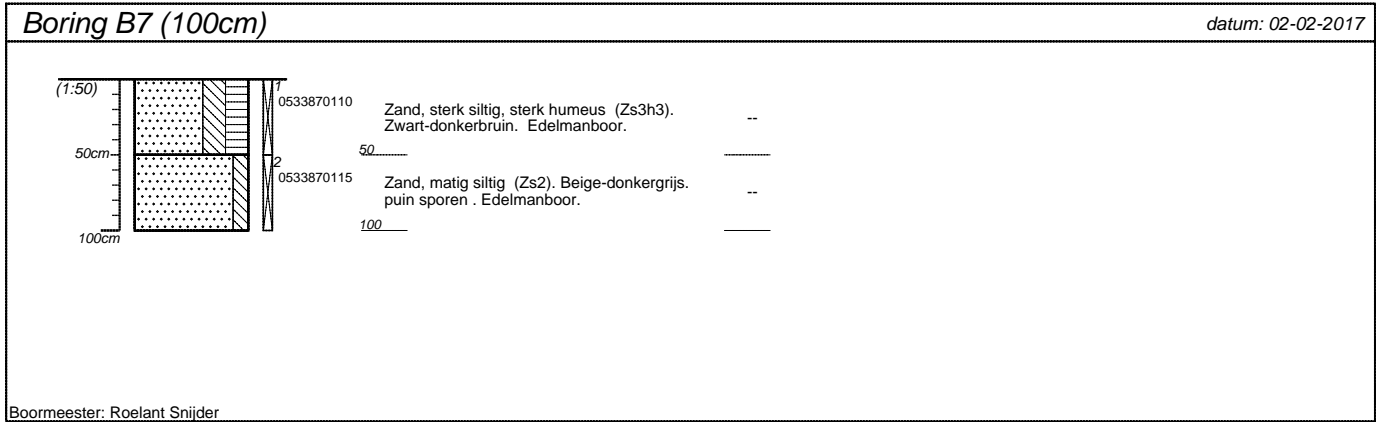 Boring B7 (100cm)
datum: 02-02-2017
(1:50)
1
0533870110
Zand, sterk siltig, sterk humeus (Zs3h3).
Zwart-donkerbruin. Edelmanboor.
--
50cm
50
2
0533870115
Zand, matig siltig (Zs2). Beige-donkergrijs.
puin sporen . Edelmanboor.
--
100
100cm
Boormeester: Roelant Snijder